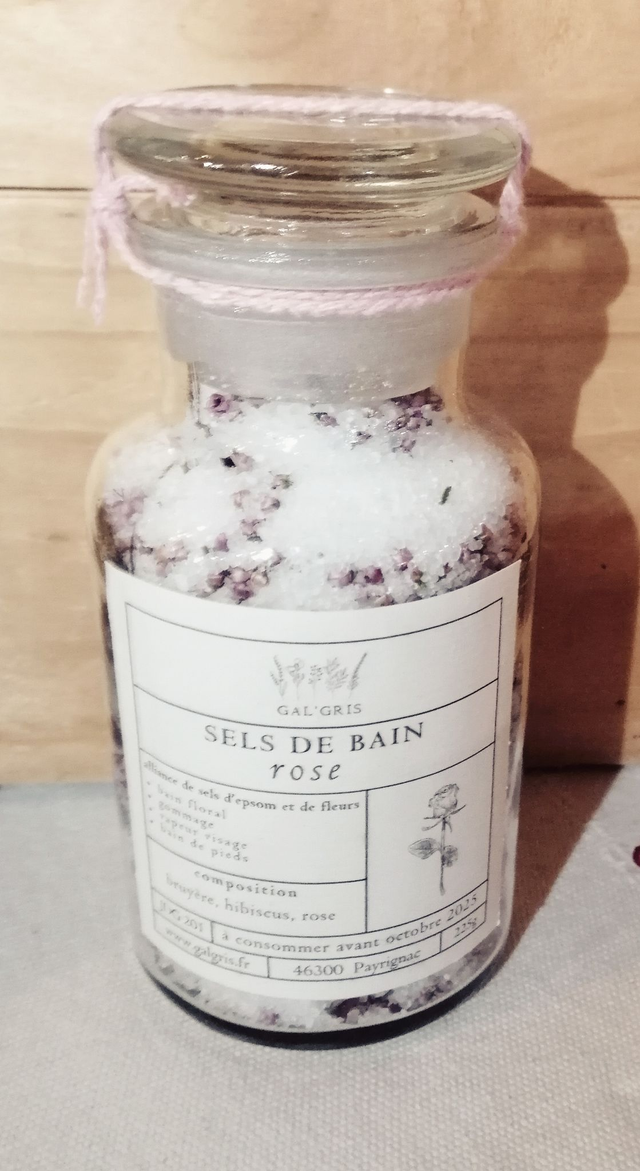 GAL'GRIS
SELS DE BAIN
rose
alliance de sels d'epsom et de fleurs
• bain floral
• gommage
• vapeur visage
• bain de pieds
composition
bruyère, hibiscus, rose
à consommer avant octobre 2025
225g
www.galgris.fr
46300 Payrignac